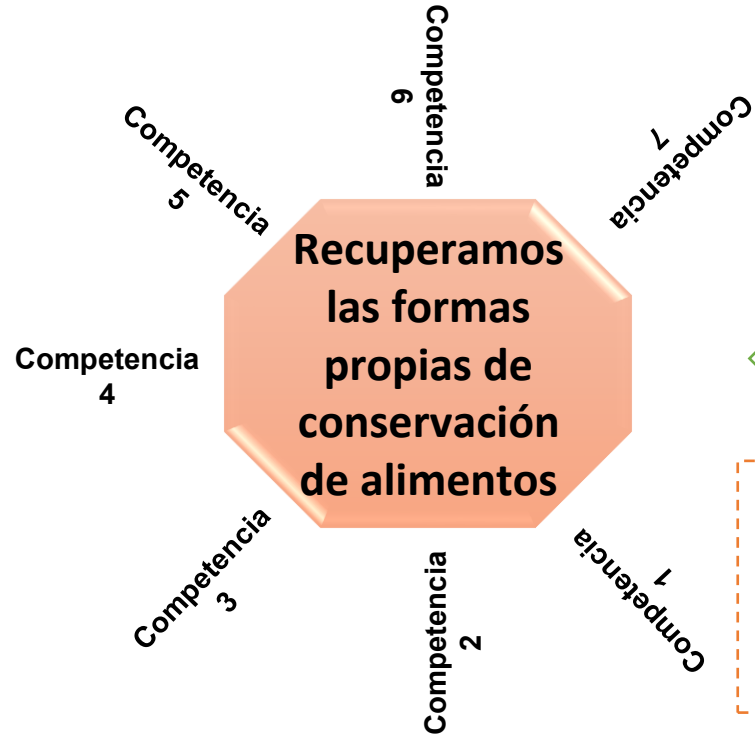 Competencia
6
Competencia
7
Competencia
5
Recuperamos
las formas
propias de
conservación
de alimentos
Competencia
4
Competencia
3
Competencia
2
Competencia
1